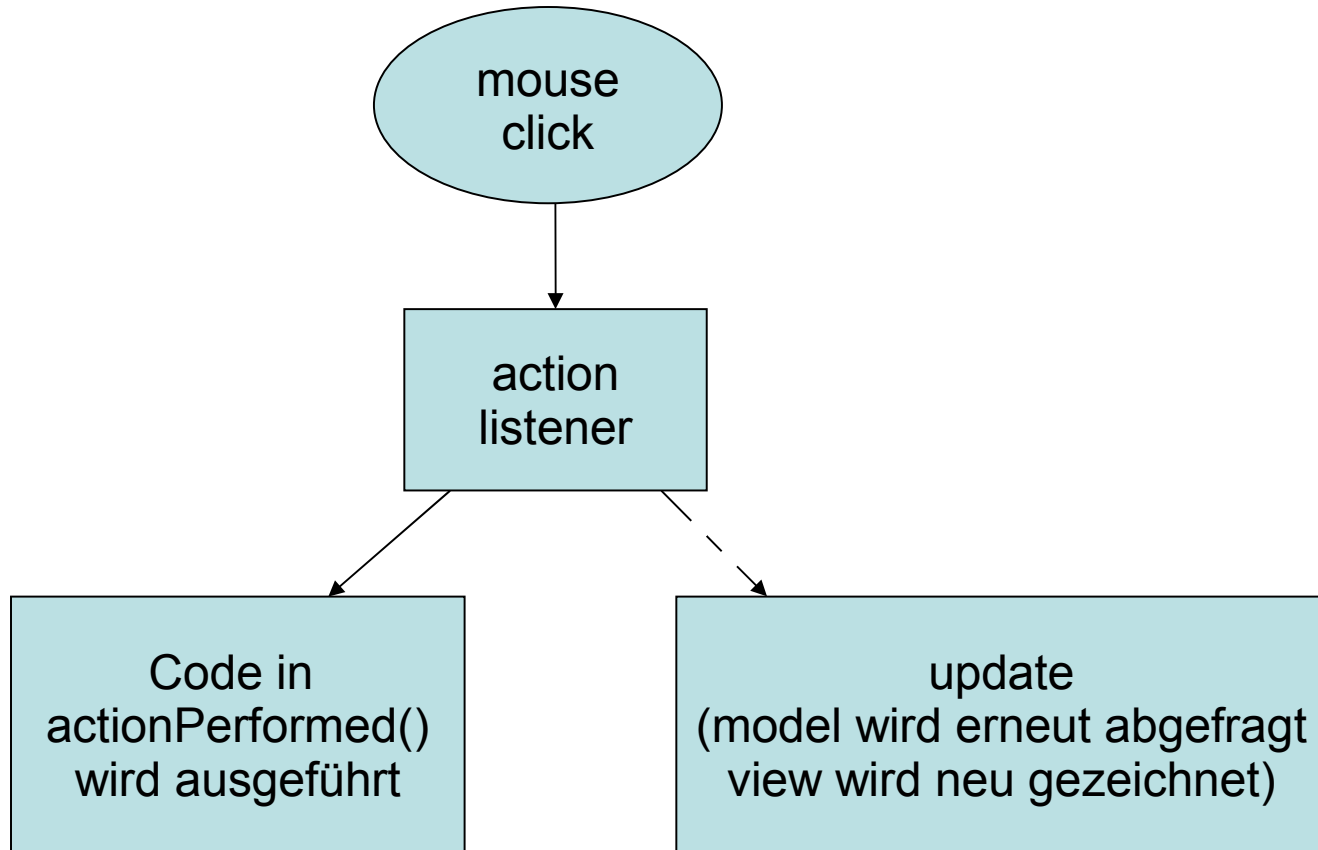 mouse
click
action
listener
Code in
actionPerformed()
wird ausgeführt
update
(model wird erneut abgefragt
view wird neu gezeichnet)